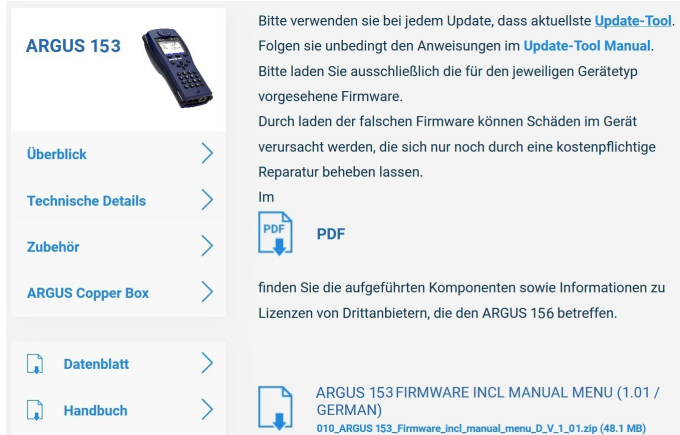 ARGUS 153
Überblick
Technische Details
Zubehör
ARGUS Copper Box
Datenblatt
Handbuch
Bitte verwenden sie bei jedem Update, dass aktuellste Update-Tool.
Folgen sie unbedingt den Anweisungen im Update-Tool Manual.
Bitte laden Sie ausschließlich die für den jeweiligen Gerätetyp
vorgesehene Firmware.
Durch laden der falschen Firmware können Schäden im Gerät
verursacht werden, die sich nur noch durch eine kostenpflichtige
Reparatur beheben lassen.
Im
PDF
PDF
finden Sie die aufgeführten Komponenten sowie Informationen zu
Lizenzen von Drittanbietern, die den ARGUS 156 betreffen.
ARGUS 153 FIRMWARE INCL MANUAL MENU (1.01 /
GERMAN)
010_ARGUS 153_Firmware_incl_manual_menu_D_V_1_01.zip (48.1 MB)